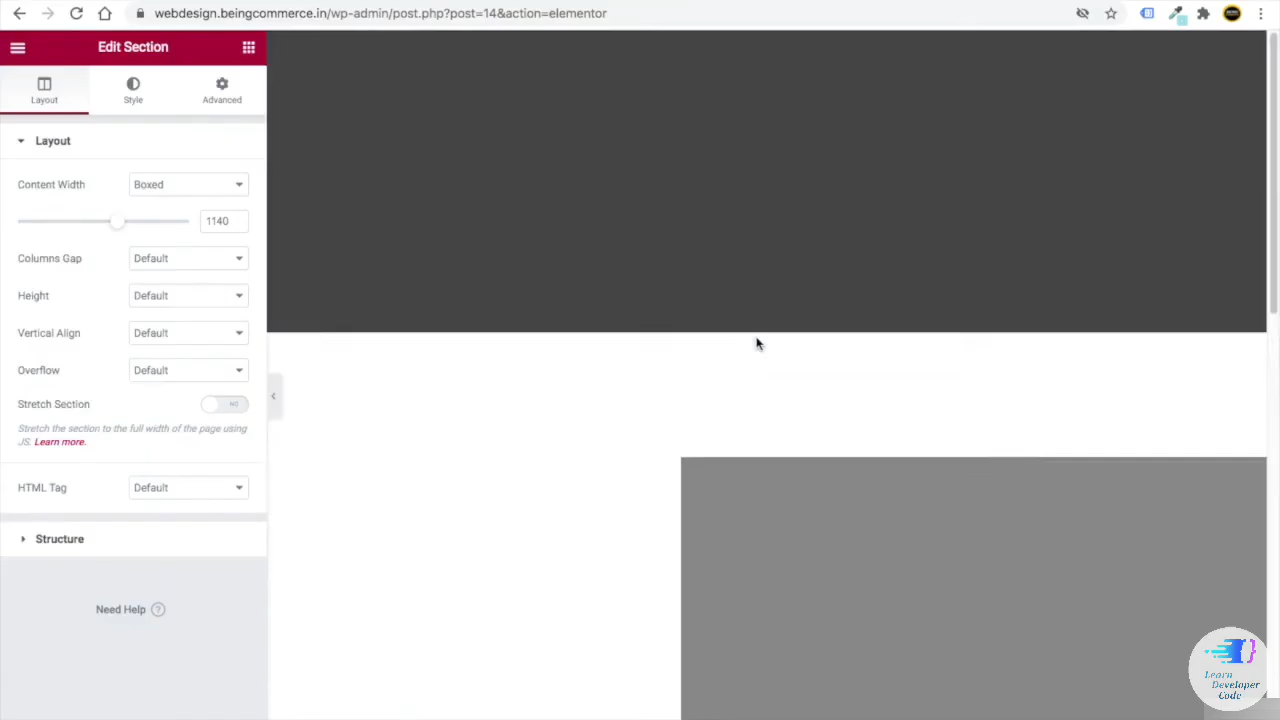 webdesign.beingcommerce.in/wp-admin/post.php?post=14&action=elementor
Edit Section
Layout
Style
Advanced
Layout
Content Width
Boxed
1140
Columns Gap
Default
Height
Default
Vertical Align
Default
Overflow
Default
Stretch Section
NO
Stretch the section to the full width of the page using
JS. Learn more.
HTML Tag
Default
Structure
Need Help ?
Learn
Developer
Code